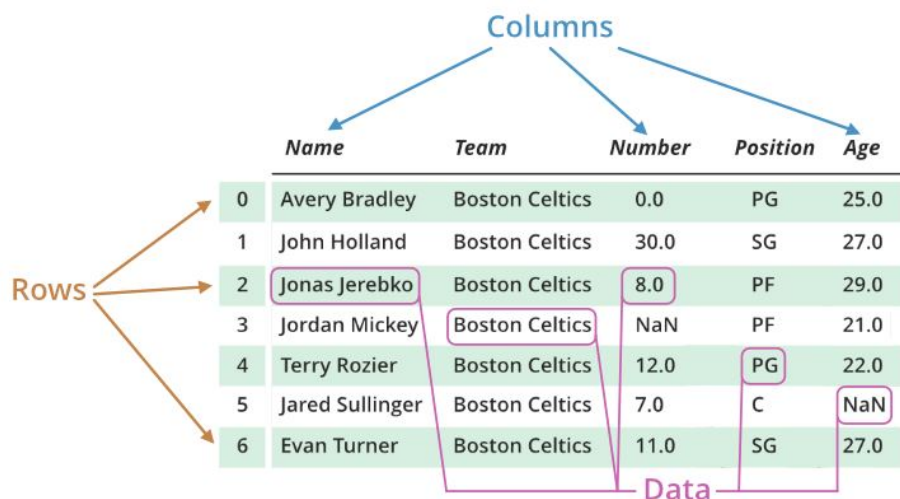 Columns
Name Team Number Position Age
0 Avery Bradley Boston Celtics 0.0 PG 25.0
1 John Holland Boston Celtics 30.0 SG 27.0
Rows
2 Jonas Jerebko Boston Celtics 8.0 PF 29.0
3 Jordan Mickey Boston Celtics NaN PF 21.0
4 Terry Rozier Boston Celtics 12.0 PG 22.0
5 Jared Sullinger Boston Celtics 7.0 C NaN
6 Evan Turner Boston Celtics 11.0 SG 27.0
Data